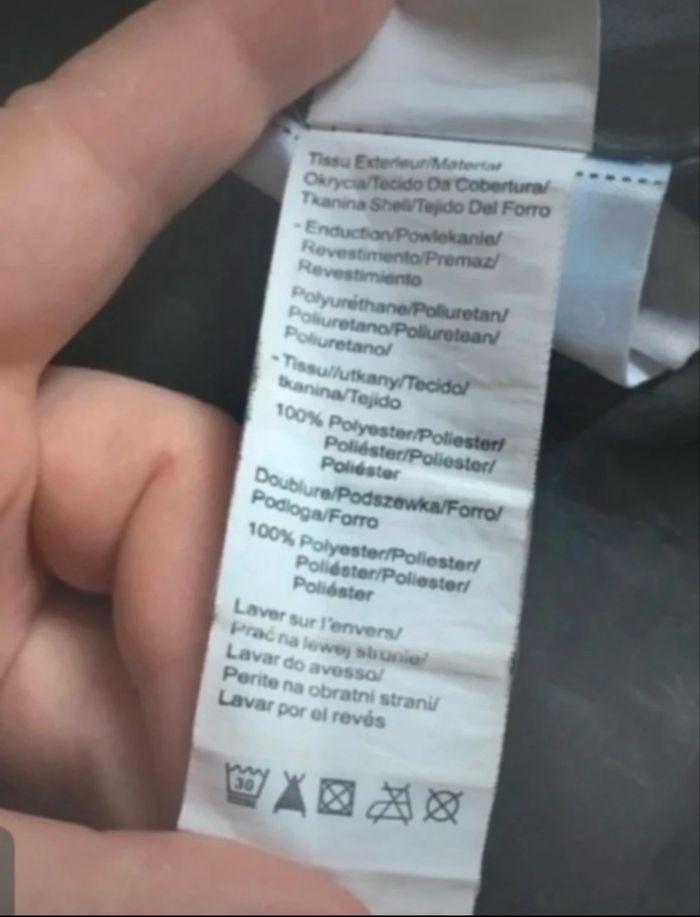 Tissu Exterieur/Material
Okrycia/Tecido Da Cobertura/
Tkanina Shell/Tejido Del Forro
- Enduction/Powlekanie/
Revestimento/Premaz/
Revestimiento
Polyuréthane/Poliuretan/
Poliuretano/Poliuretean/
Poliuretano/
- Tissu//utkany/Tecido/
tkanina/Tejido
100% Polyester/Poliester/
Poliéster/Poliester/
Poliéster
Doublure/Podszewka/Forro/
Podloga/Forro
100% Polyester/Poliester/
Poliéster/Poliester/
Poliéster
Laver sur l'envers/
Prać na lewej stronie/
Lavar do avesso/
Perite na obratni strani/
Lavar por el revés
30